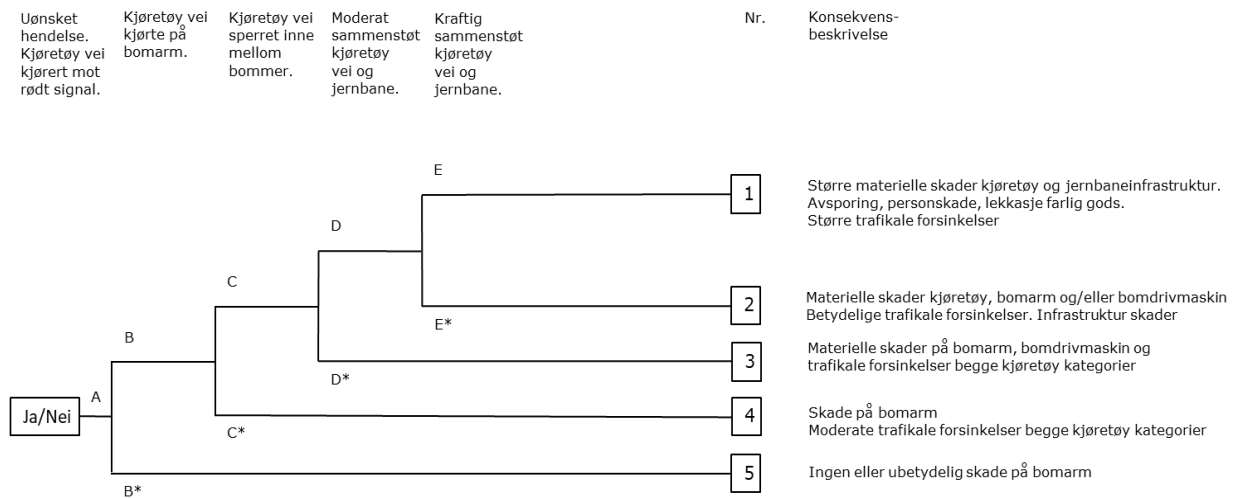 Uønsket
hendelse.
Kjøretøy vei
kjørert mot
rødt signal.
Kjøretøy vei
kjørte på
bomarm.
Kjøretøy vei
sperret inne
mellom
bommer.
Moderat
sammenstøt
kjøretøy
vei og
jernbane.
Kraftig
sammenstøt
kjøretøy
vei og
jernbane.
Nr.
Konsekvens-
beskrivelse
E
1
Større materielle skader kjøretøy og jernbaneinfrastruktur.
Avsporing, personskade, lekkasje farlig gods.
Større trafikale forsinkelser
D
C
2
Materielle skader kjøretøy, bomarm og/eller bomdrivmaskin
Betydelige trafikale forsinkelser. Infrastruktur skader
E*
B
3
Materielle skader på bomarm, bomdrivmaskin og
trafikale forsinkelser begge kjøretøy kategorier
D*
A
Ja/Nei
4
Skade på bomarm
Moderate trafikale forsinkelser begge kjøretøy kategorier
C*
5
Ingen eller ubetydelig skade på bomarm
B*